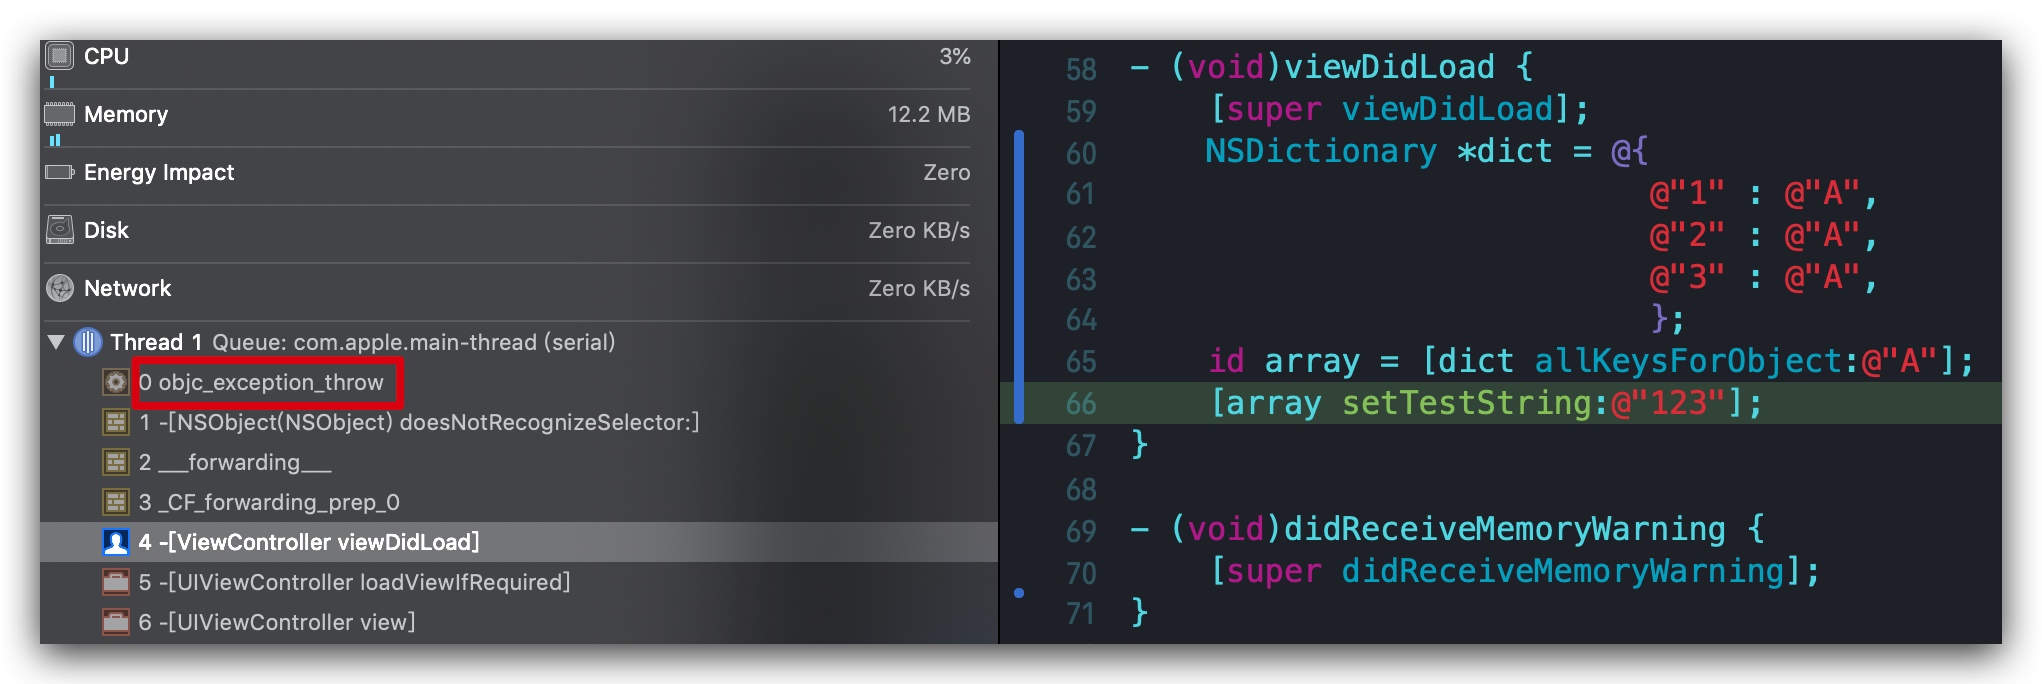 CPU 3%
Memory 12.2 MB
Energy Impact Zero
Disk Zero KB/s
Network Zero KB/s
Thread 1 Queue: com.apple.main-thread (serial)
0 objc_exception_throw
1 -[NSObject(NSObject) doesNotRecognizeSelector:]
2 ___forwarding___
3 _CF_forwarding_prep_0
4 -[ViewController viewDidLoad]
5 -[UIViewController loadViewIfRequired]
6 -[UIViewController view]
58 - (void)viewDidLoad {
59 [super viewDidLoad];
60 NSDictionary *dict = @{
61 @"1" : @"A",
62 @"2" : @"A",
63 @"3" : @"A",
64 };
65 id array = [dict allKeysForObject:@"A"];
66 [array setTestString:@"123"];
67 }
68
69 - (void)didReceiveMemoryWarning {
70 [super didReceiveMemoryWarning];
71 }